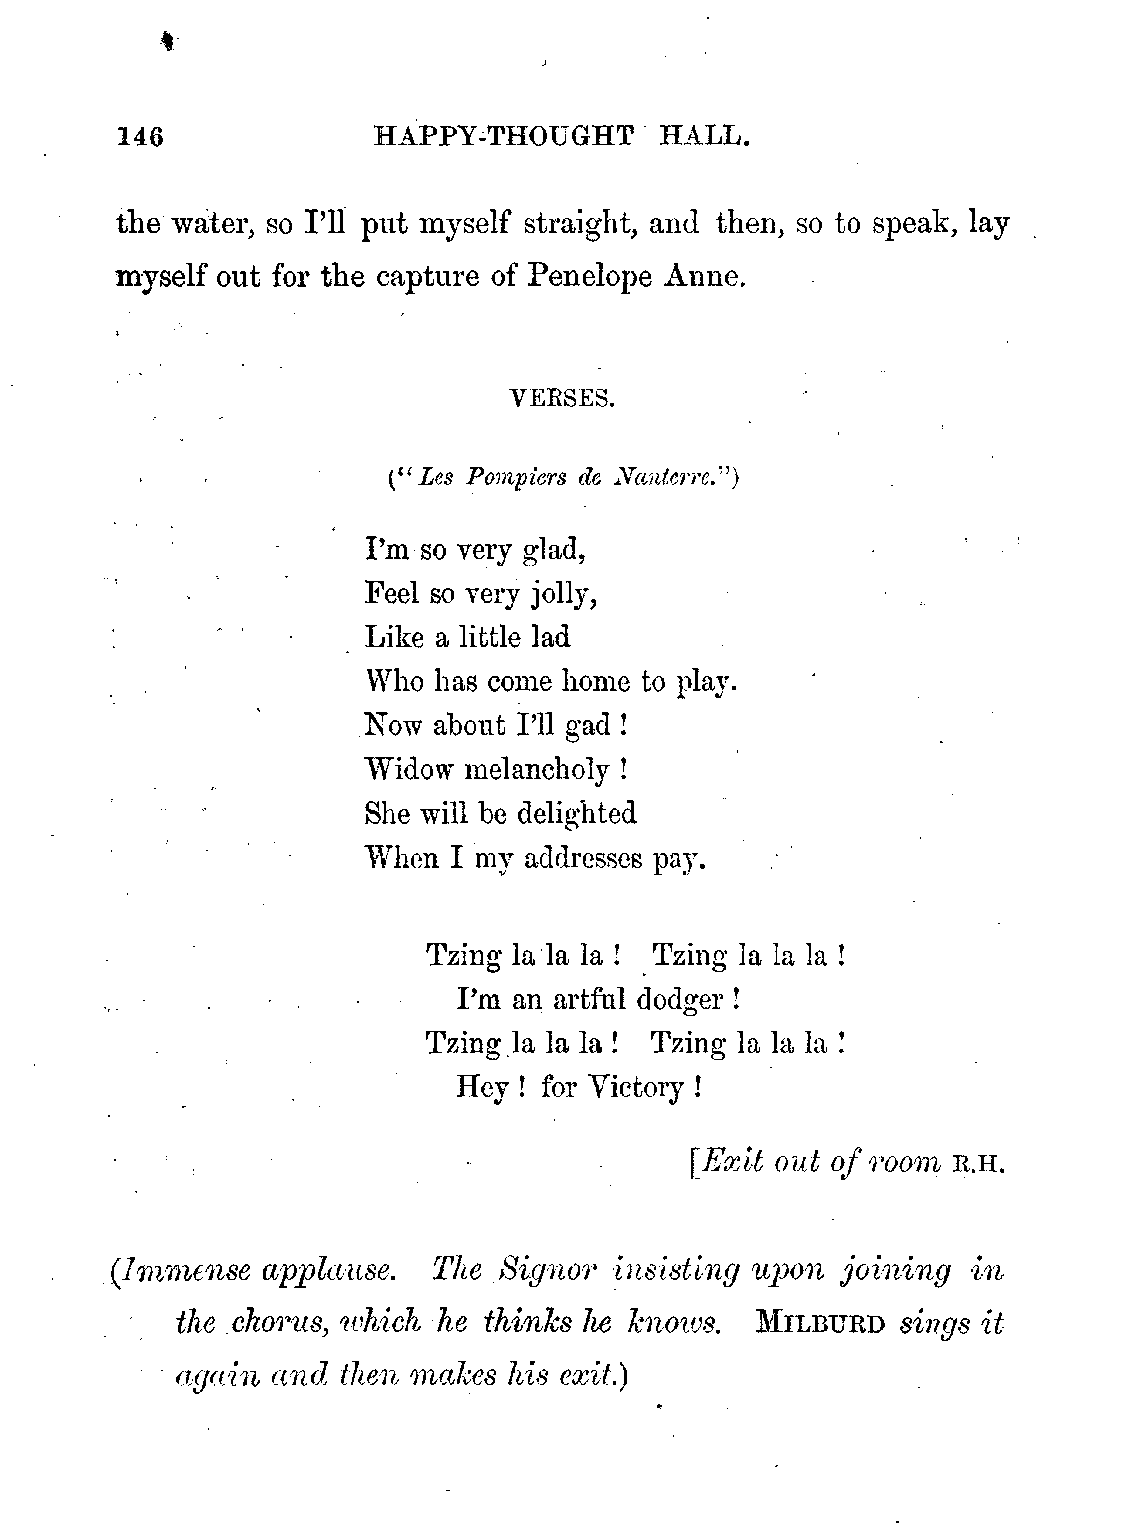 146 HAPPY-THOUGHT HALL.
the water, so I'll put myself straight, and then, so to speak, lay
myself out for the capture of Penelope Anne.
VERSES.
("Les Pompiers de Nanterre.")
I'm so very glad,
Feel so very jolly,
Like a little lad
Who has come home to play.
Now about I'll gad !
Widow melancholy !
She will be delighted
When I my addresses pay.
Tzing la la la ! Tzing la la la !
I'm an artful dodger !
Tzing la la la ! Tzing la la la !
Hey ! for Victory !
[Exit out of room R.H.
(Immense applause. The Signor insisting upon joining in
the chorus, which he thinks he knows. MILBURD sings it
again and then makes his exit.)